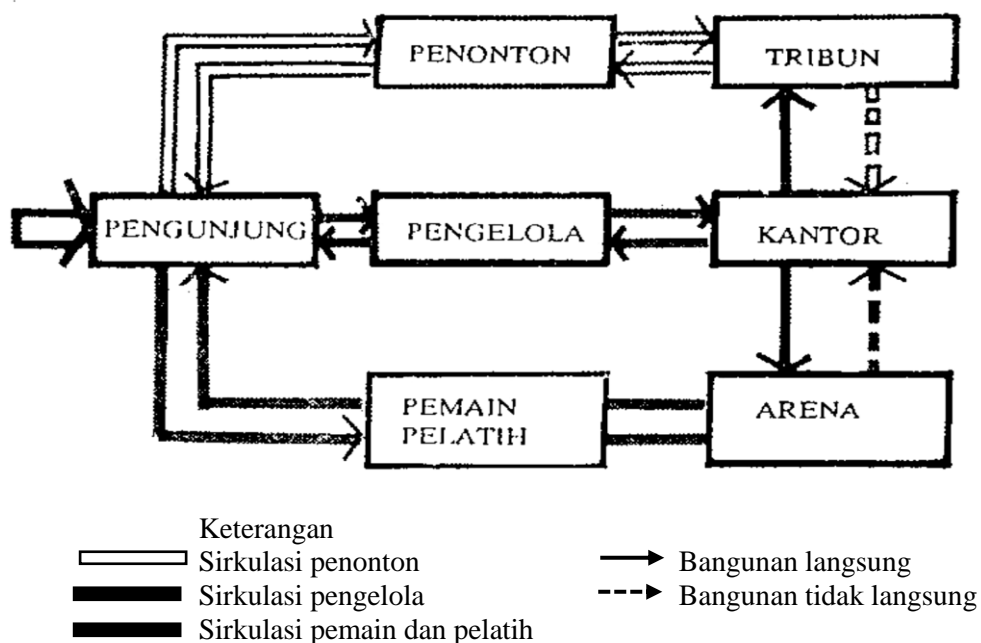 PENONTON
TRIBUN
PENGUNJUNG
PENGELOLA
KANTOR
PEMAIN
PELATIH
ARENA
Keterangan
Sirkulasi penonton
Bangunan langsung
Sirkulasi pengelola
Bangunan tidak langsung
Sirkulasi pemain dan pelatih